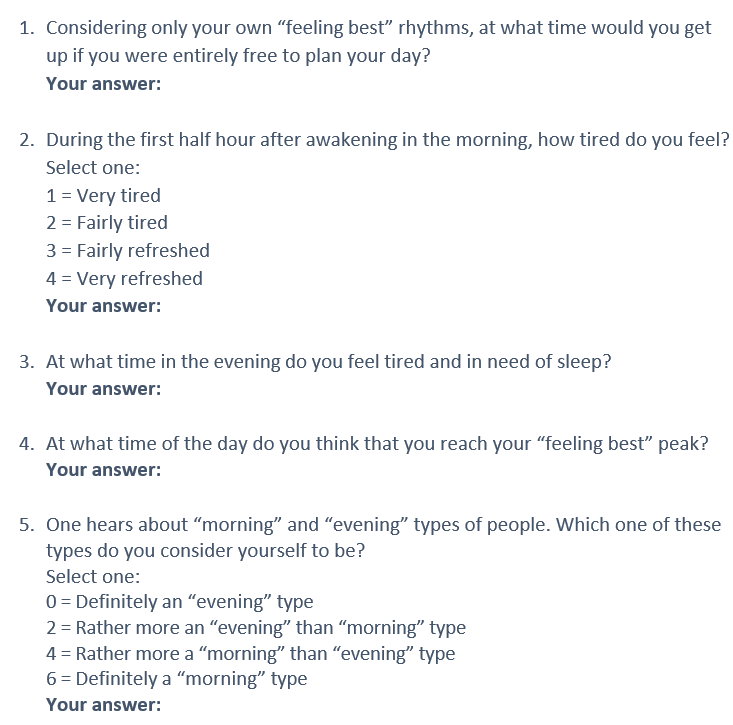 1. Considering only your own “feeling best” rhythms, at what time would you get
up if you were entirely free to plan your day?
Your answer:
2. During the first half hour after awakening in the morning, how tired do you feel?
Select one:
1 = Very tired
2 = Fairly tired
3 = Fairly refreshed
4 = Very refreshed
Your answer:
3. At what time in the evening do you feel tired and in need of sleep?
Your answer:
4. At what time of the day do you think that you reach your “feeling best” peak?
Your answer:
5. One hears about “morning” and “evening” types of people. Which one of these
types do you consider yourself to be?
Select one:
0 = Definitely an “evening” type
2 = Rather more an “evening” than “morning” type
4 = Rather more a “morning” than “evening” type
6 = Definitely a “morning” type
Your answer: